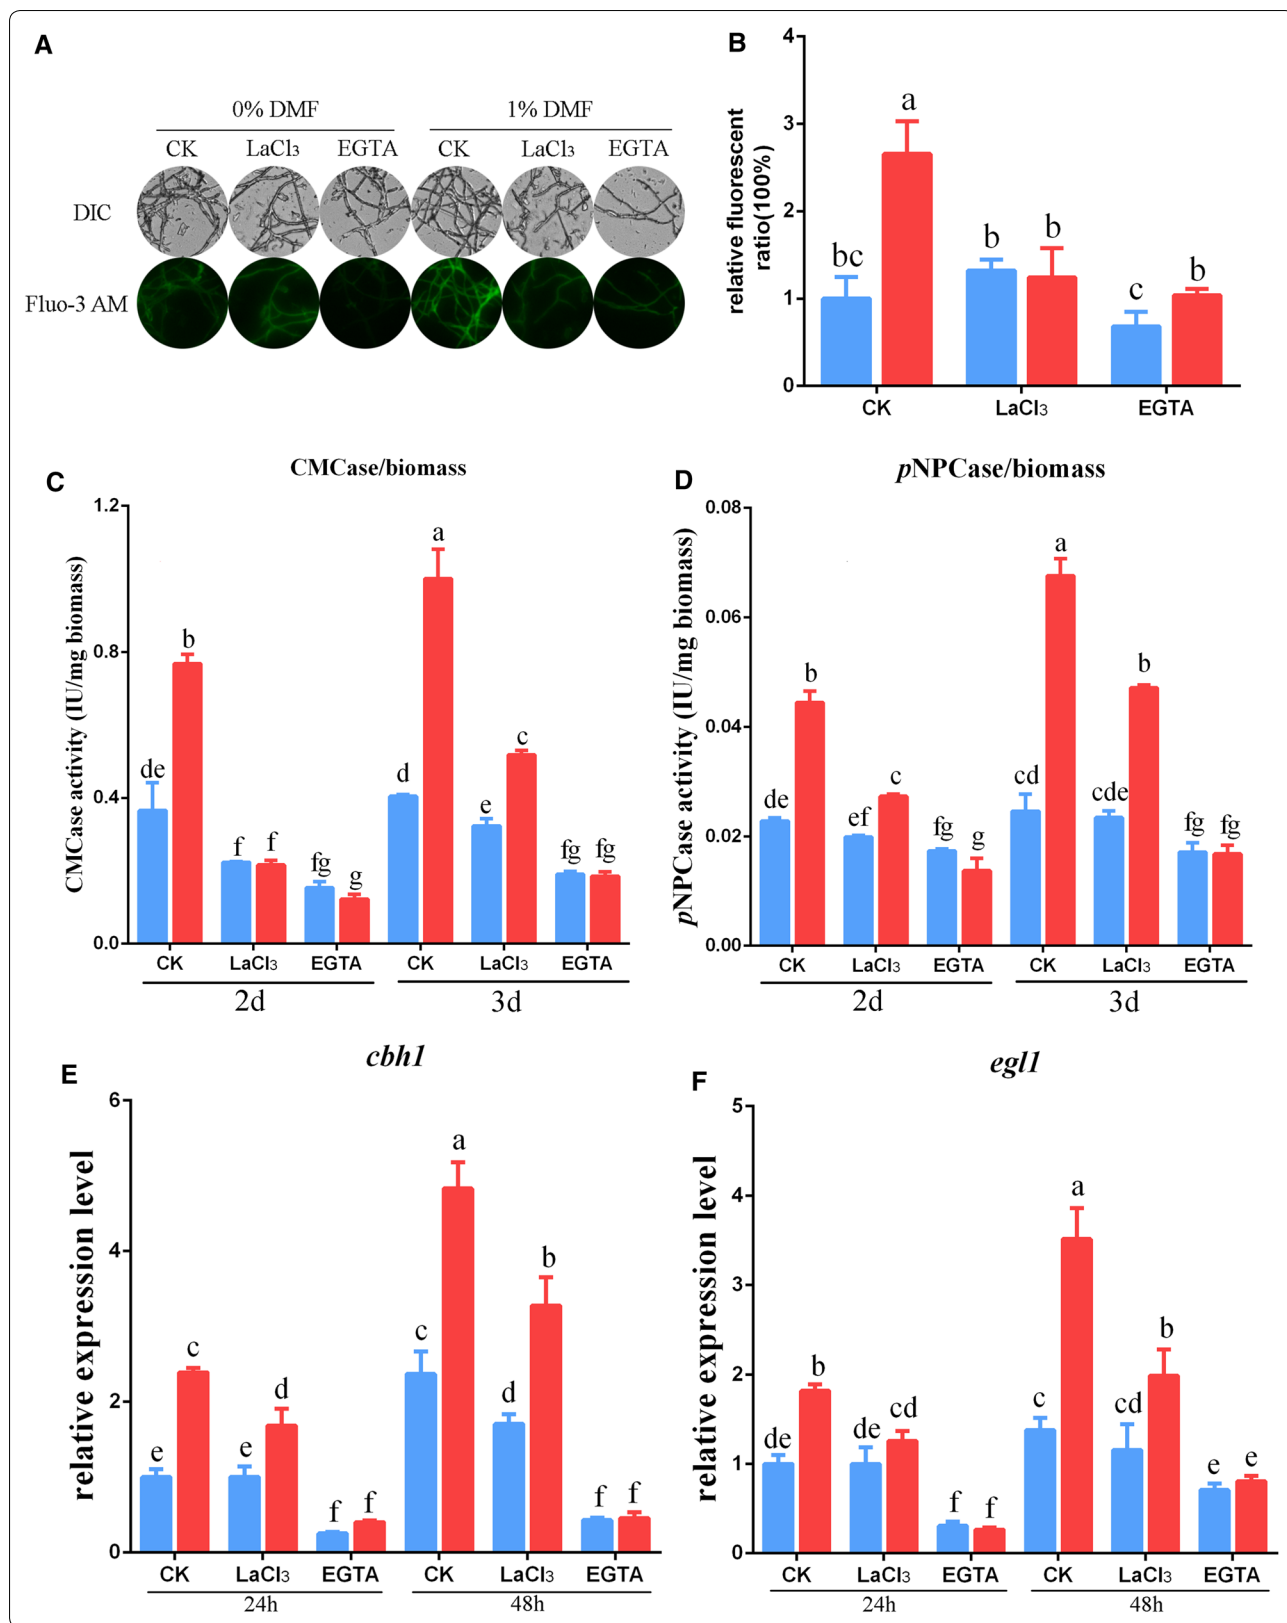 A
0% DMF 1% DMF
CK LaCl3 EGTA CK LaCl3 EGTA
DIC
Fluo-3 AM
B
relative fluorescent
ratio(100%)
4
3
2
1
0
bc a b b c b
CK LaCl3 EGTA
C
CMCase/biomass
CMCase activity (IU/mg biomass)
1.2
0.8
0.4
0.0
de b f f fg g d a e c fg fg
CK LaCl3 EGTA CK LaCl3 EGTA
2d 3d
D
pNPCase/biomass
pNPCase activity (IU/mg biomass)
0.08
0.06
0.04
0.02
0.00
de b ef c fg g cd a cde b fg fg
CK LaCl3 EGTA CK LaCl3 EGTA
2d 3d
E
cbh1
relative expression level
6
4
2
0
e c e d f f c a d b f f
CK LaCl3 EGTA CK LaCl3 EGTA
24h 48h
F
egl1
relative expression level
5
4
3
2
1
0
de b de cd f f c a cd b e e
CK LaCl3 EGTA CK LaCl3 EGTA
24h 48h